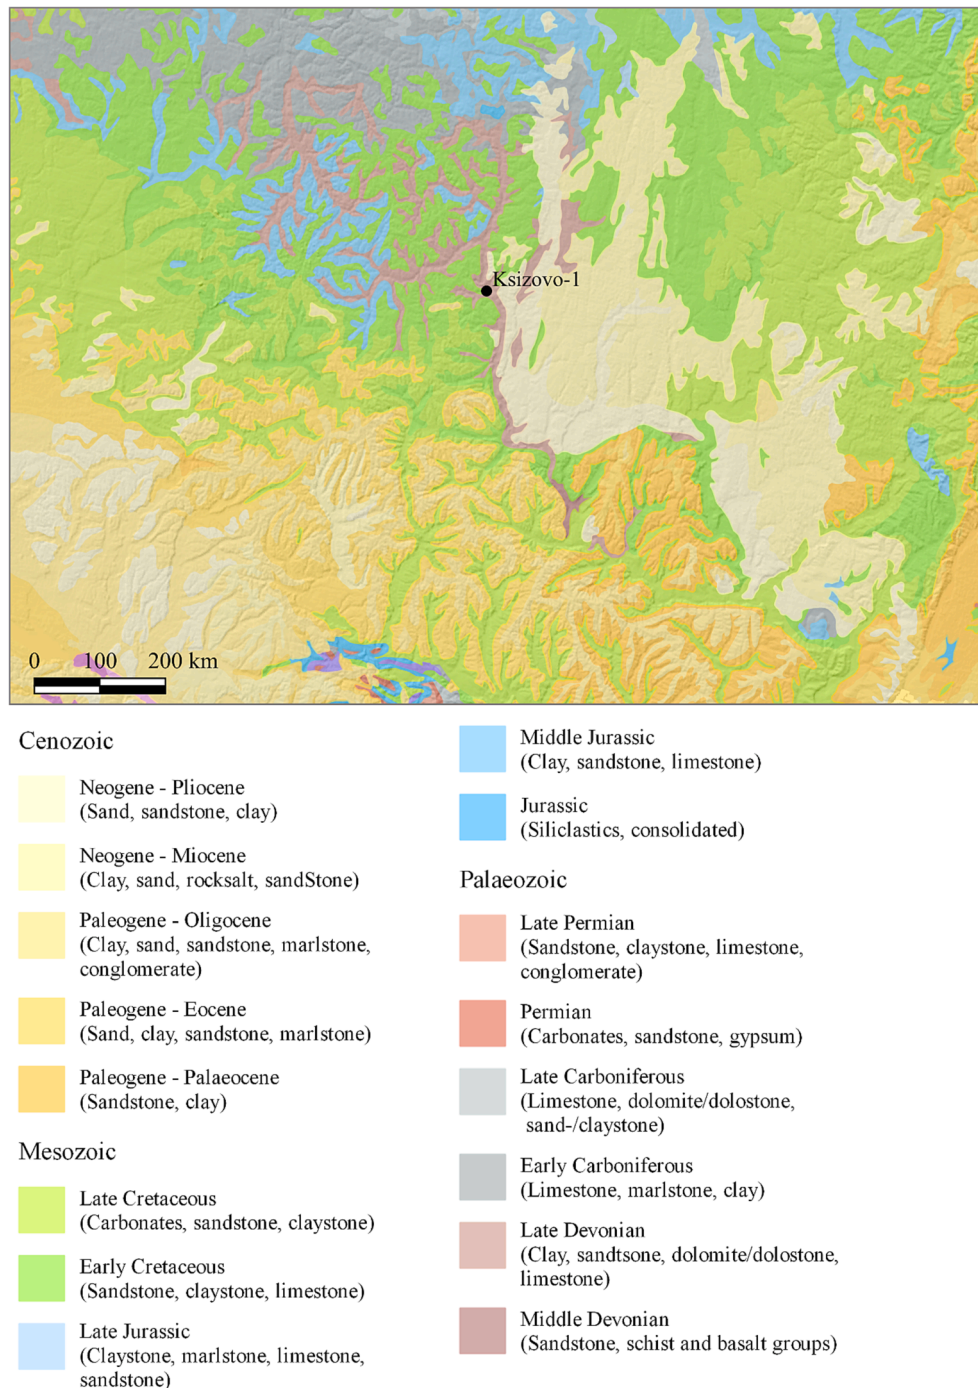 Ksizovo-1
0 100 200 km
Cenozoic
Neogene - Pliocene
(Sand, sandstone, clay)
Neogene - Miocene
(Clay, sand, rocksalt, sandStone)
Paleogene - Oligocene
(Clay, sand, sandstone, marlstone,
conglomerate)
Paleogene - Eocene
(Sand, clay, sandstone, marlstone)
Paleogene - Palaeocene
(Sandstone, clay)
Mesozoic
Late Cretaceous
(Carbonates, sandstone, claystone)
Early Cretaceous
(Sandstone, claystone, limestone)
Late Jurassic
(Claystone, marlstone, limestone,
sandstone)
Middle Jurassic
(Clay, sandstone, limestone)
Jurassic
(Siliclastics, consolidated)
Palaeozoic
Late Permian
(Sandstone, claystone, limestone,
conglomerate)
Permian
(Carbonates, sandstone, gypsum)
Late Carboniferous
(Limestone, dolomite/dolostone,
sand-/claystone)
Early Carboniferous
(Limestone, marlstone, clay)
Late Devonian
(Clay, sandtsone, dolomite/dolostone,
limestone)
Middle Devonian
(Sandstone, schist and basalt groups)